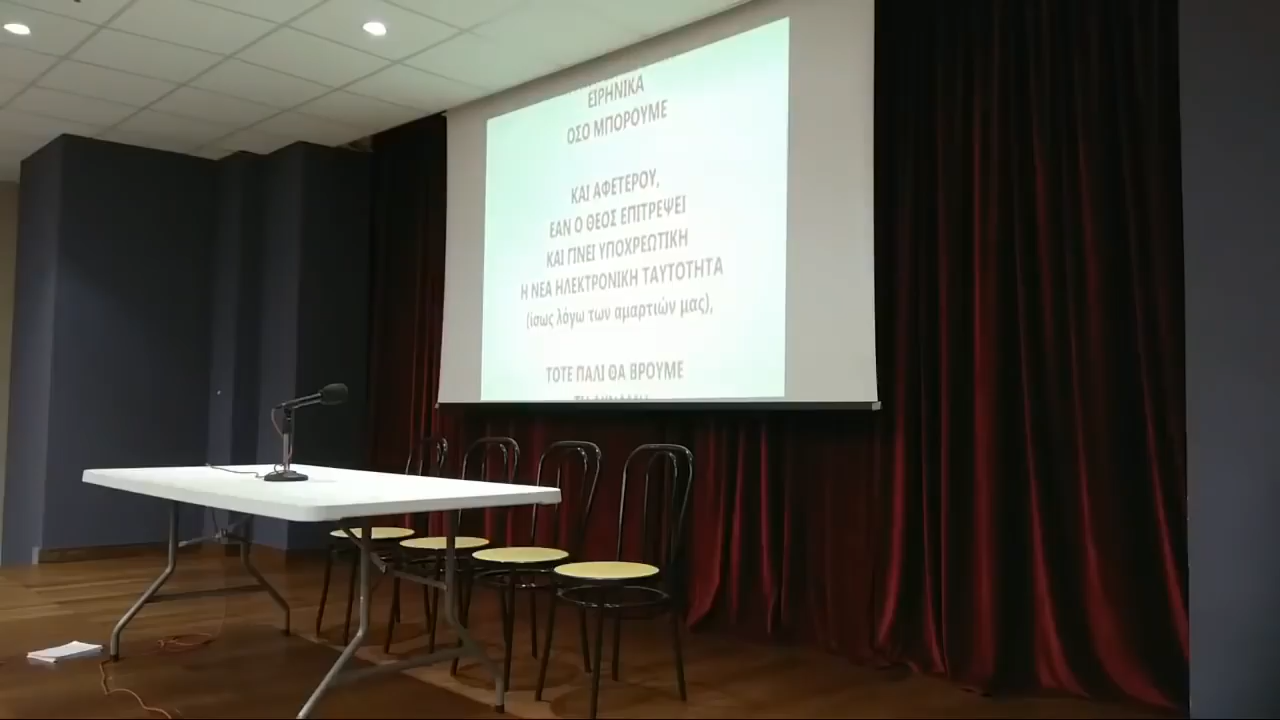 ΕΙΡΗΝΙΚΑ
ΟΣΟ ΜΠΟΡΟΥΜΕ
ΚΑΙ ΑΦΕΤΕΡΟΥ,
ΕΑΝ Ο ΘΕΟΣ ΕΠΙΤΡΕΨΕΙ
ΚΑΙ ΓΙΝΕΙ ΥΠΟΧΡΕΩΤΙΚΗ
Η ΝΕΑ ΗΛΕΚΤΡΟΝΙΚΗ ΤΑΥΤΟΤΗΤΑ
(ίσως λόγω των αμαρτιών μας),
ΤΟΤΕ ΠΑΛΙ ΘΑ ΒΡΟΥΜΕ